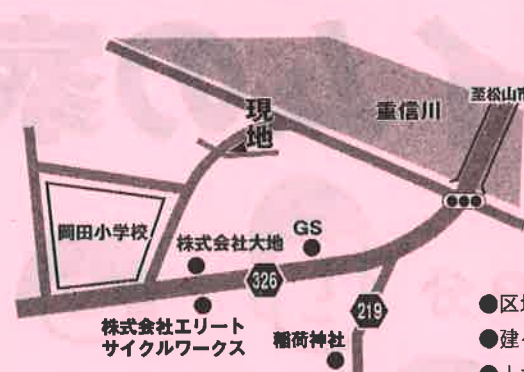 現地
重信川
至松山市
岡田小学校
株式会社大地
GS
326
219
株式会社エリート
サイクルワークス
稲荷神社
●区
●建